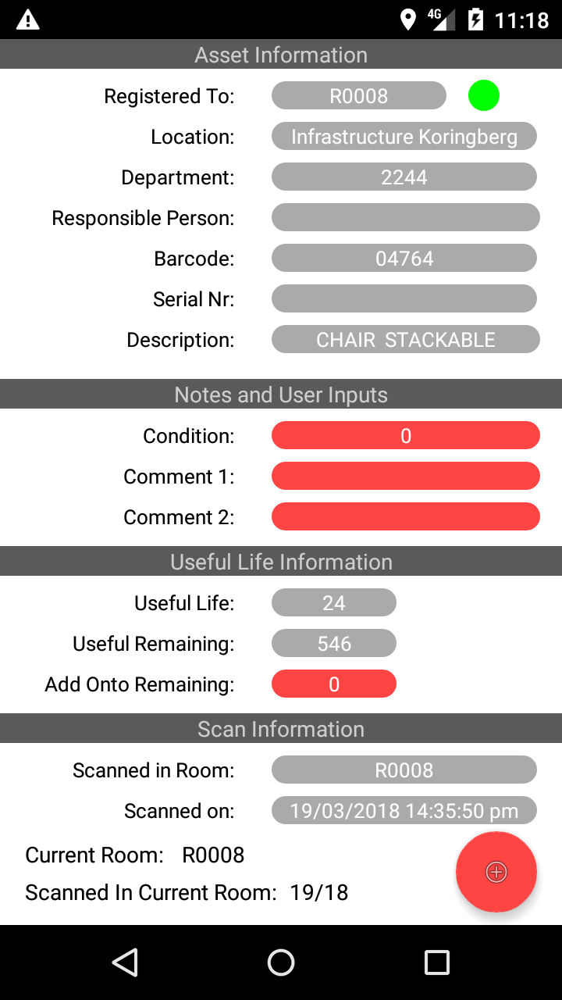 4G 11:18
Asset Information
Registered To: R0008
Location: Infrastructure Koringberg
Department: 2244
Responsible Person:
Barcode: 04764
Serial Nr:
Description: CHAIR  STACKABLE
Notes and User Inputs
Condition: 0
Comment 1:
Comment 2:
Useful Life Information
Useful Life: 24
Useful Remaining: 546
Add Onto Remaining: 0
Scan Information
Scanned in Room: R0008
Scanned on: 19/03/2018 14:35:50 pm
Current Room: R0008
Scanned In Current Room: 19/18